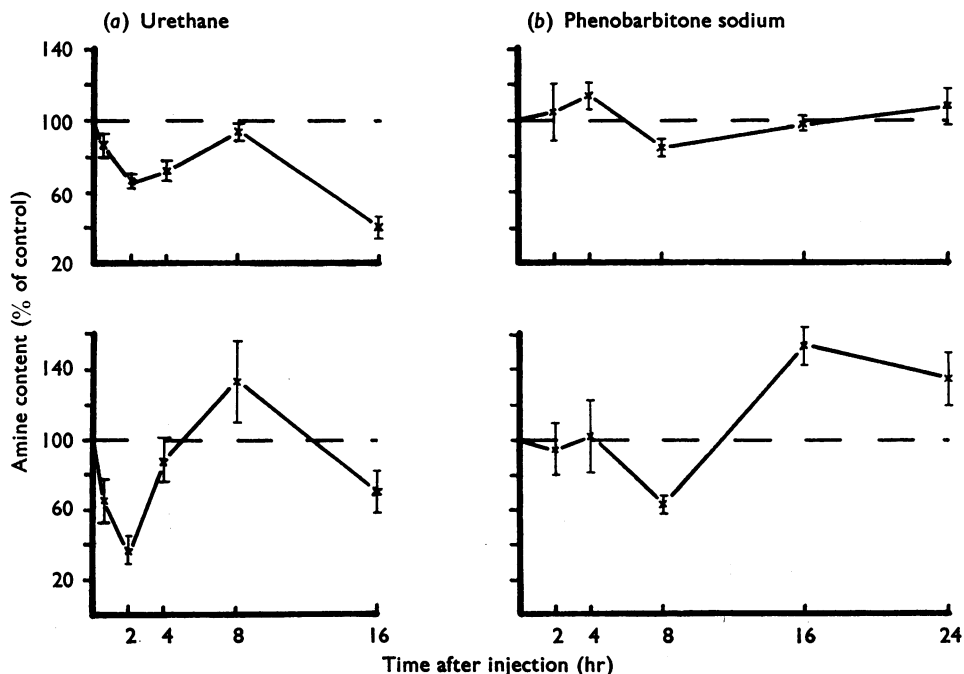 (a) Urethane
(b) Phenobarbitone sodium
140
100
60
20
140
100
60
20
Amine content (% of control)
2 4 8 16
2 4 8 16 24
Time after injection (hr)